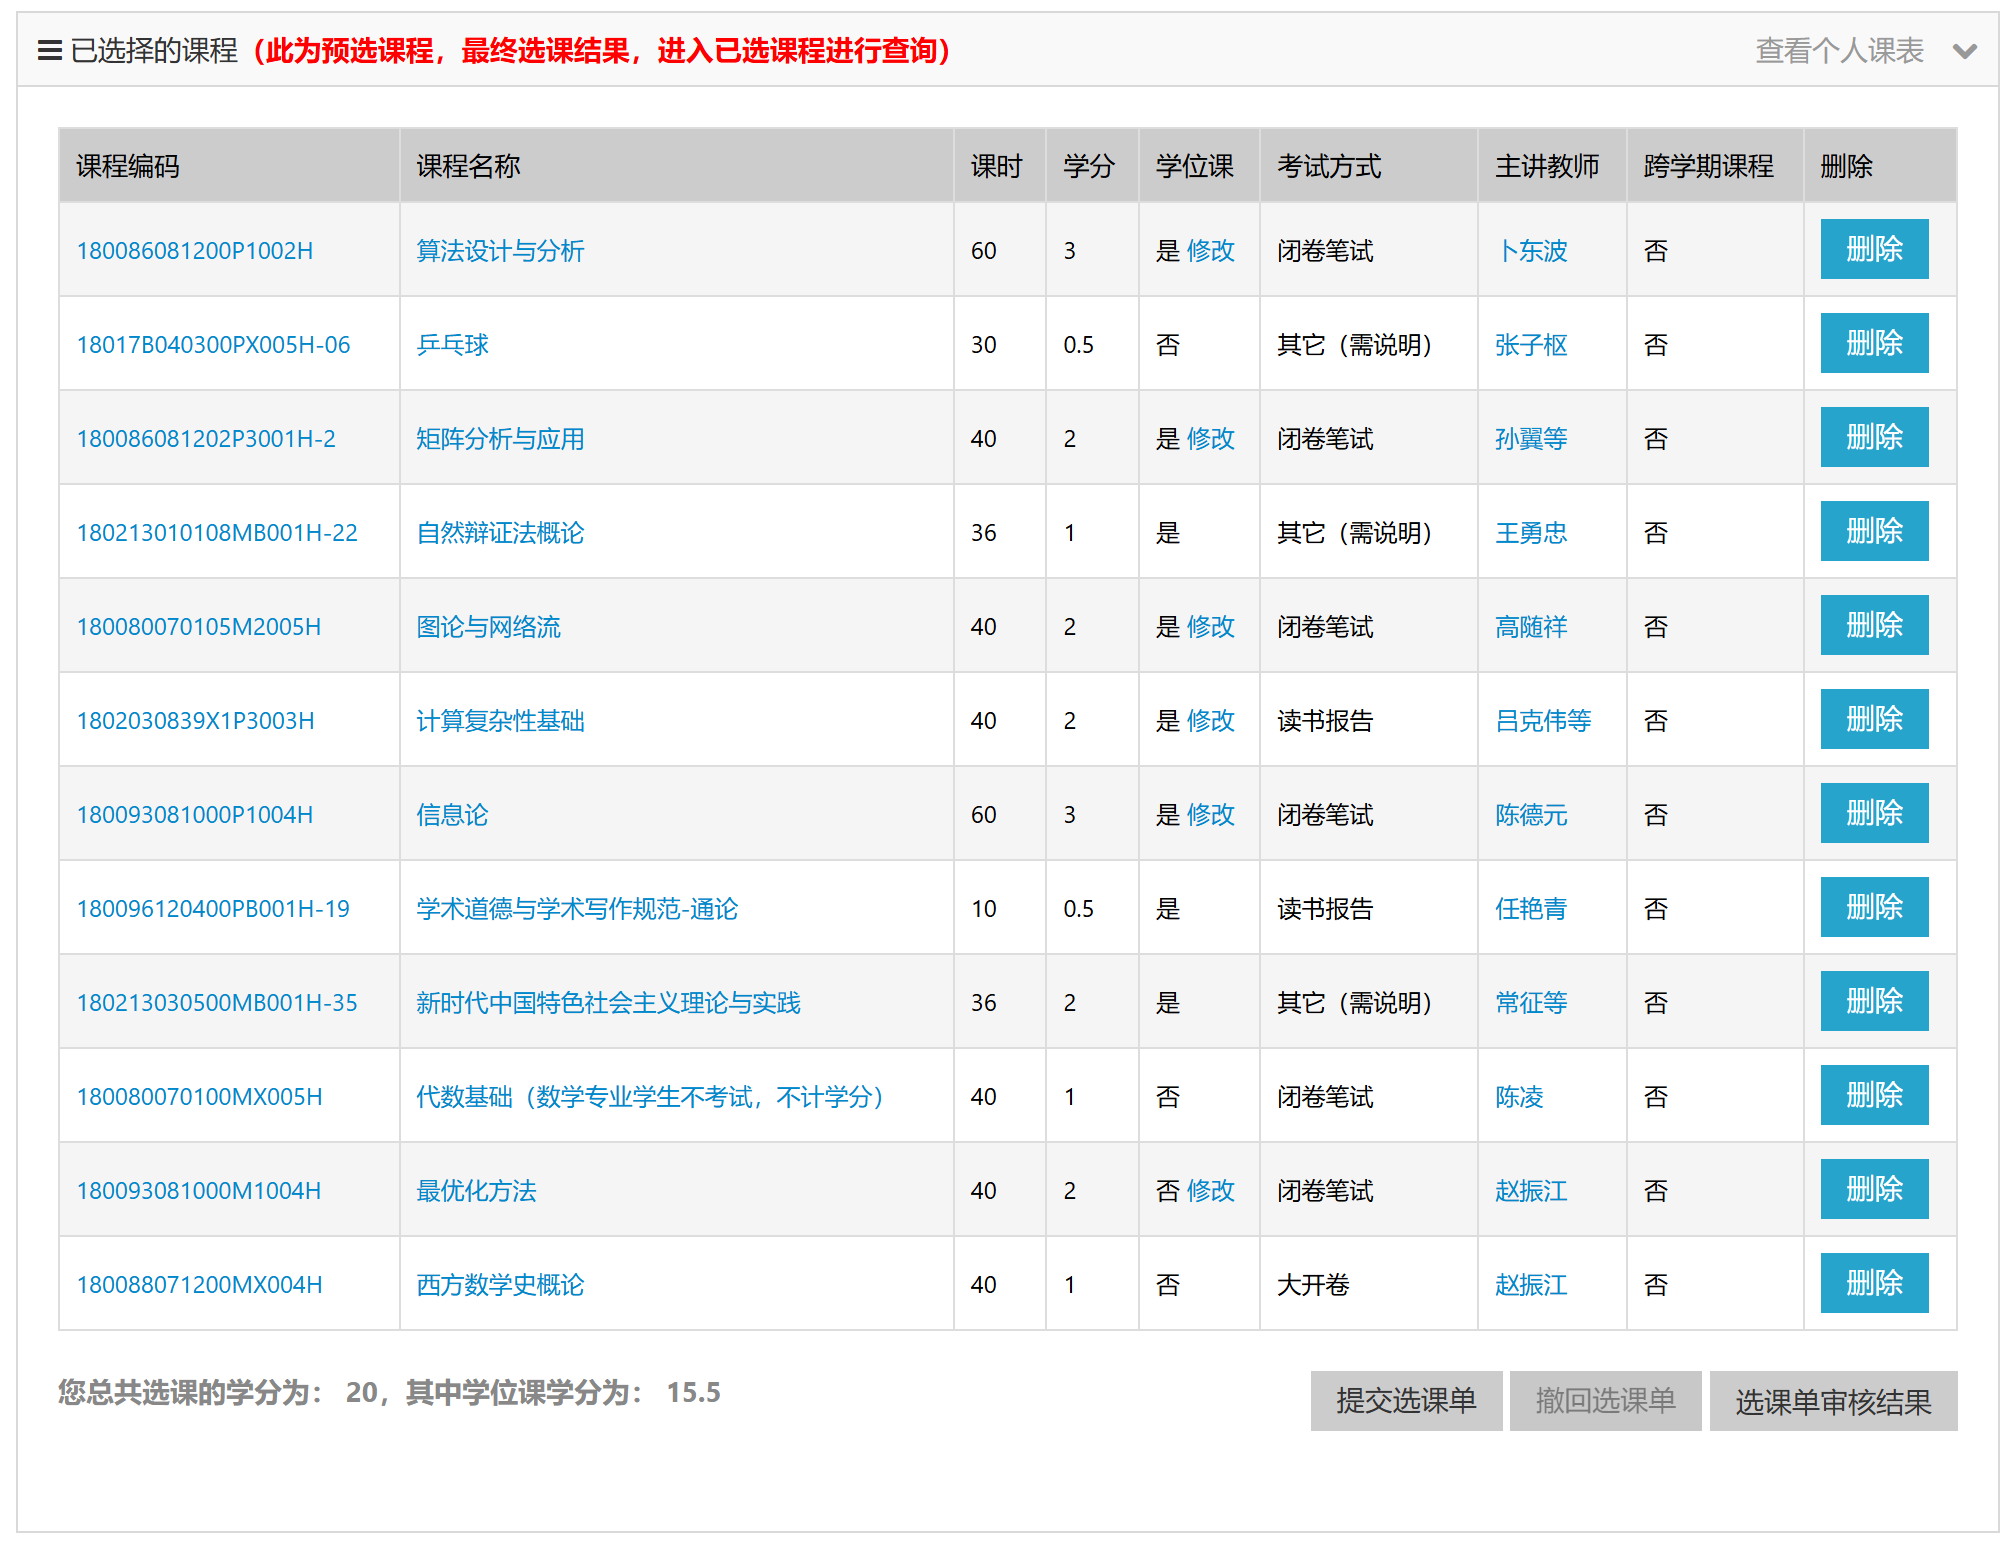 已选择的课程（此为预选课程，最终选课结果，进入已选课程进行查询） 查看个人课表
课程编码 课程名称 课时 学分 学位课 考试方式 主讲教师 跨学期课程 删除
180086081200P1002H 算法设计与分析 60 3 是 修改 闭卷笔试 卜东波 否 删除
18017B040300PX005H-06 乒乓球 30 0.5 否 其它（需说明） 张子枢 否 删除
180086081202P3001H-2 矩阵分析与应用 40 2 是 修改 闭卷笔试 孙翼等 否 删除
180213010108MB001H-22 自然辩证法概论 36 1 是 其它（需说明） 王勇忠 否 删除
180080070105M2005H 图论与网络流 40 2 是 修改 闭卷笔试 高随祥 否 删除
1802030839X1P3003H 计算复杂性基础 40 2 是 修改 读书报告 吕克伟等 否 删除
180093081000P1004H 信息论 60 3 是 修改 闭卷笔试 陈德元 否 删除
180096120400PB001H-19 学术道德与学术写作规范-通论 10 0.5 是 读书报告 任艳青 否 删除
180213030500MB001H-35 新时代中国特色社会主义理论与实践 36 2 是 其它（需说明） 常征等 否 删除
180080070100MX005H 代数基础（数学专业学生不考试，不计学分） 40 1 否 闭卷笔试 陈凌 否 删除
180093081000M1004H 最优化方法 40 2 否 修改 闭卷笔试 赵振江 否 删除
180088071200MX004H 西方数学史概论 40 1 否 大开卷 赵振江 否 删除
您总共选课的学分为： 20，其中学位课学分为： 15.5 提交选课单 撤回选课单 选课单审核结果